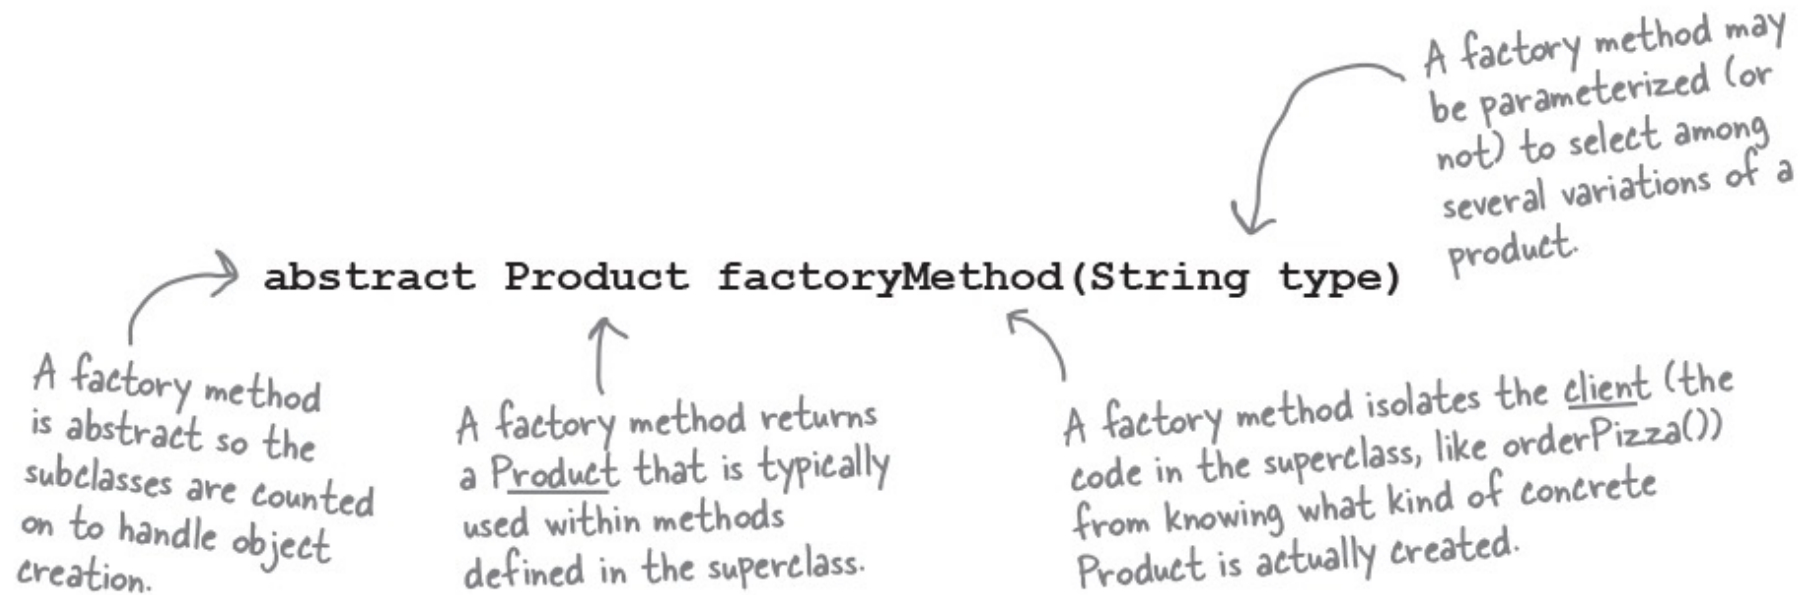 A factory method may
be parameterized (or
not) to select among
several variations of a
product.
abstract Product factoryMethod(String type)
A factory method
is abstract so the
subclasses are counted
on to handle object
creation.
A factory method returns
a Product that is typically
used within methods
defined in the superclass.
A factory method isolates the client (the
code in the superclass, like orderPizza())
from knowing what kind of concrete
Product is actually created.